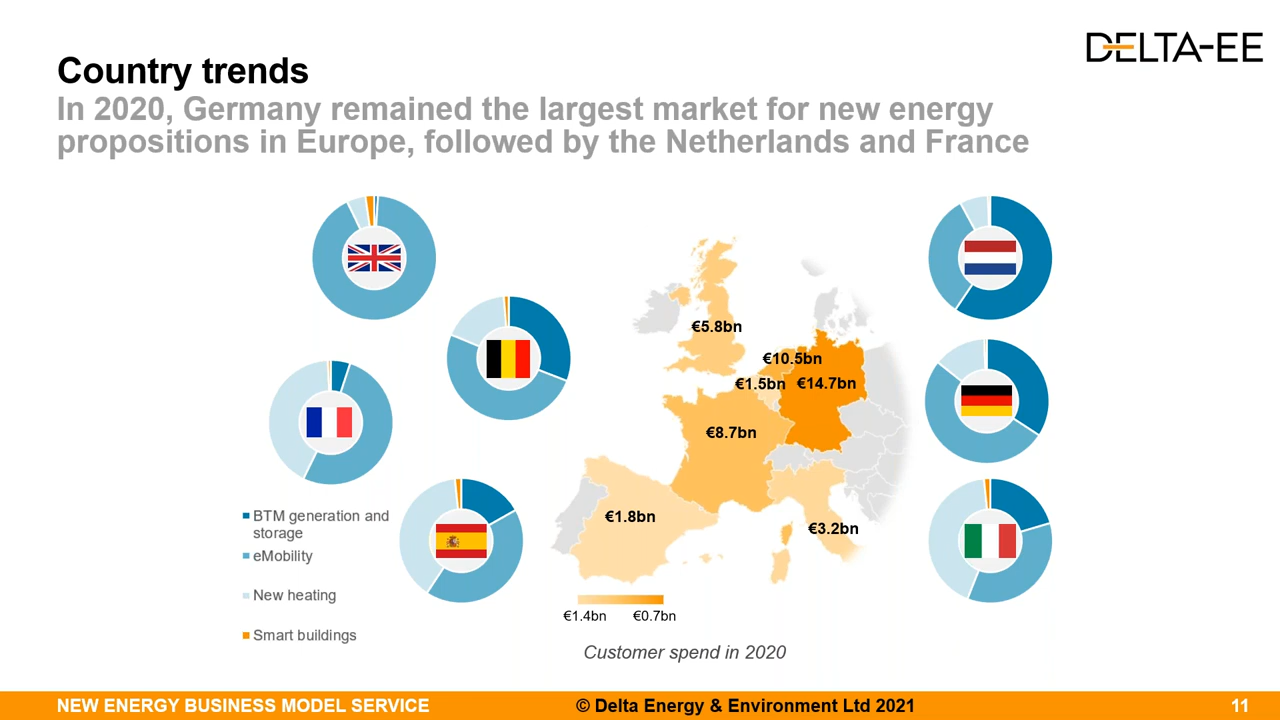 DELTA-EE
Country trends
In 2020, Germany remained the largest market for new energy
propositions in Europe, followed by the Netherlands and France
€5.8bn
€10.5bn
€1.5bn
€14.7bn
€8.7bn
€1.8bn
€3.2bn
BTM generation and
storage
eMobility
New heating
Smart buildings
€1.4bn
€0.7bn
Customer spend in 2020
NEW ENERGY BUSINESS MODEL SERVICE
© Delta Energy & Environment Ltd 2021
11